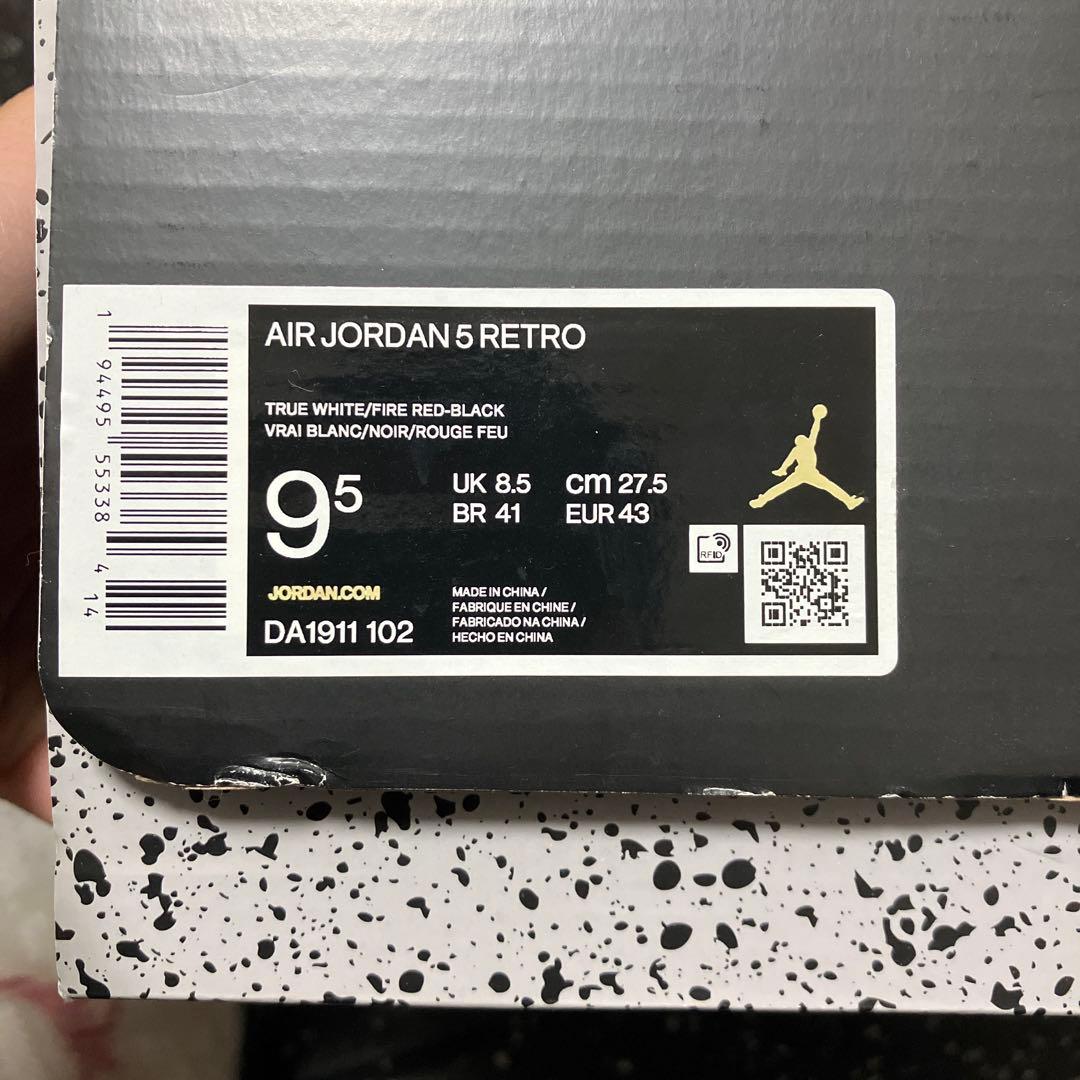 AIR JORDAN 5 RETRO
TRUE WHITE/FIRE RED-BLACK
VRAI BLANC/NOIR/ROUGE FEU
9⁵
UK 8.5 cm 27.5
BR 41 EUR 43
JORDAN.COM
DA1911 102
MADE IN CHINA /
FABRIQUE EN CHINE /
FABRICADO NA CHINA /
HECHO EN CHINA
RFID
1 94495 55338 4 14